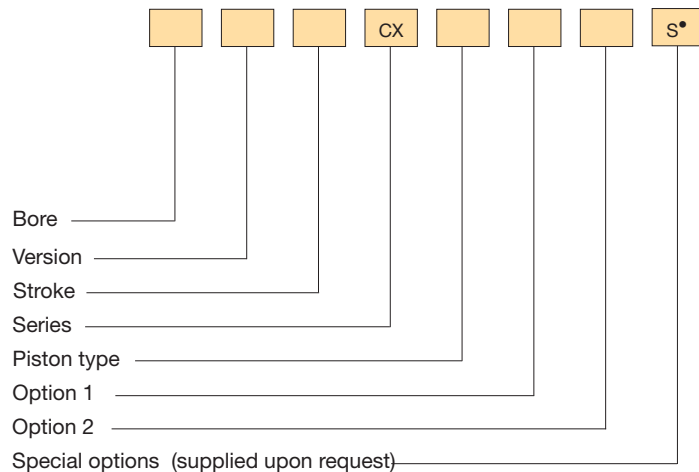 CX S•
Bore
Version
Stroke
Series
Piston type
Option 1
Option 2
Special options (supplied upon request)